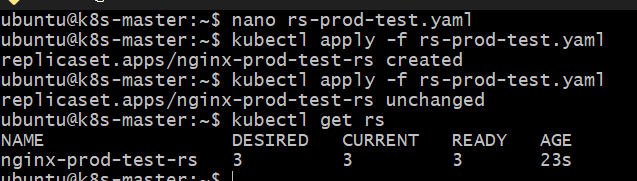 ubuntu@k8s-master:~$ nano rs-prod-test.yaml
ubuntu@k8s-master:~$ kubectl apply -f rs-prod-test.yaml
replicaset.apps/nginx-prod-test-rs created
ubuntu@k8s-master:~$ kubectl apply -f rs-prod-test.yaml
replicaset.apps/nginx-prod-test-rs unchanged
ubuntu@k8s-master:~$ kubectl get rs
NAME                 DESIRED   CURRENT   READY   AGE
nginx-prod-test-rs   3         3         3       23s
ubuntu@k8s-master:~$